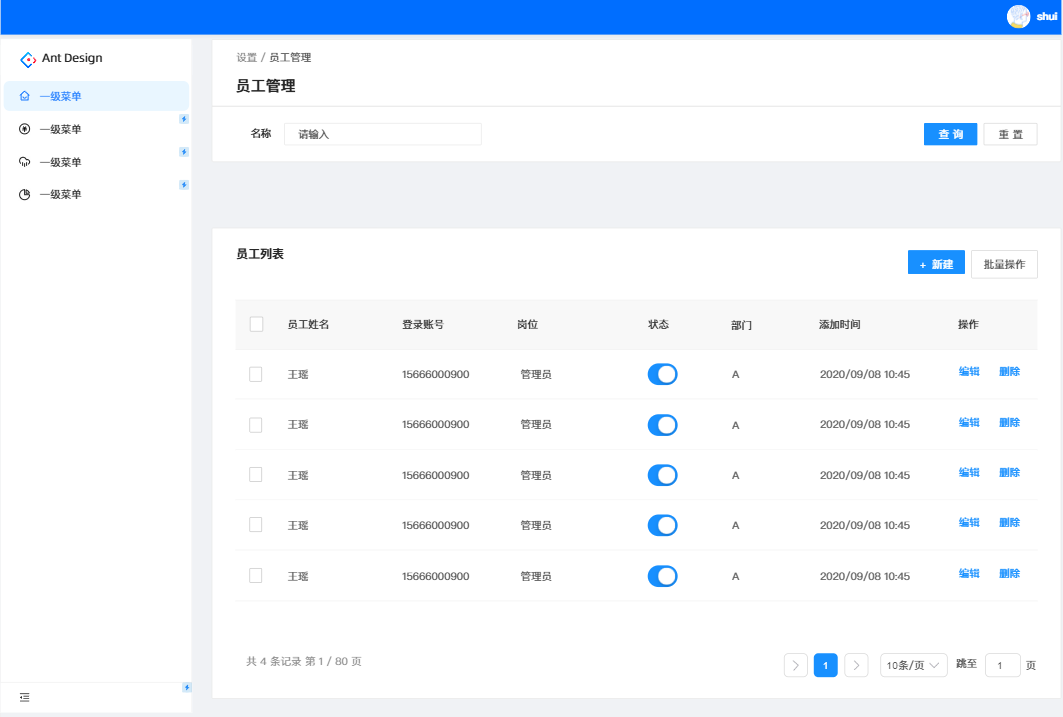 shui
Ant Design
一级菜单
一级菜单
一级菜单
一级菜单
设置 / 员工管理
员工管理
名称 请输入 查 询 重 置
员工列表
+ 新建 批量操作
员工姓名 登录账号 岗位 状态 部门 添加时间 操作
王瑶 15666000900 管理员 A 2020/09/08 10:45 编辑 删除
王瑶 15666000900 管理员 A 2020/09/08 10:45 编辑 删除
王瑶 15666000900 管理员 A 2020/09/08 10:45 编辑 删除
王瑶 15666000900 管理员 A 2020/09/08 10:45 编辑 删除
王瑶 15666000900 管理员 A 2020/09/08 10:45 编辑 删除
共 4 条记录 第 1 / 80 页 1 10条/页 跳至 1 页